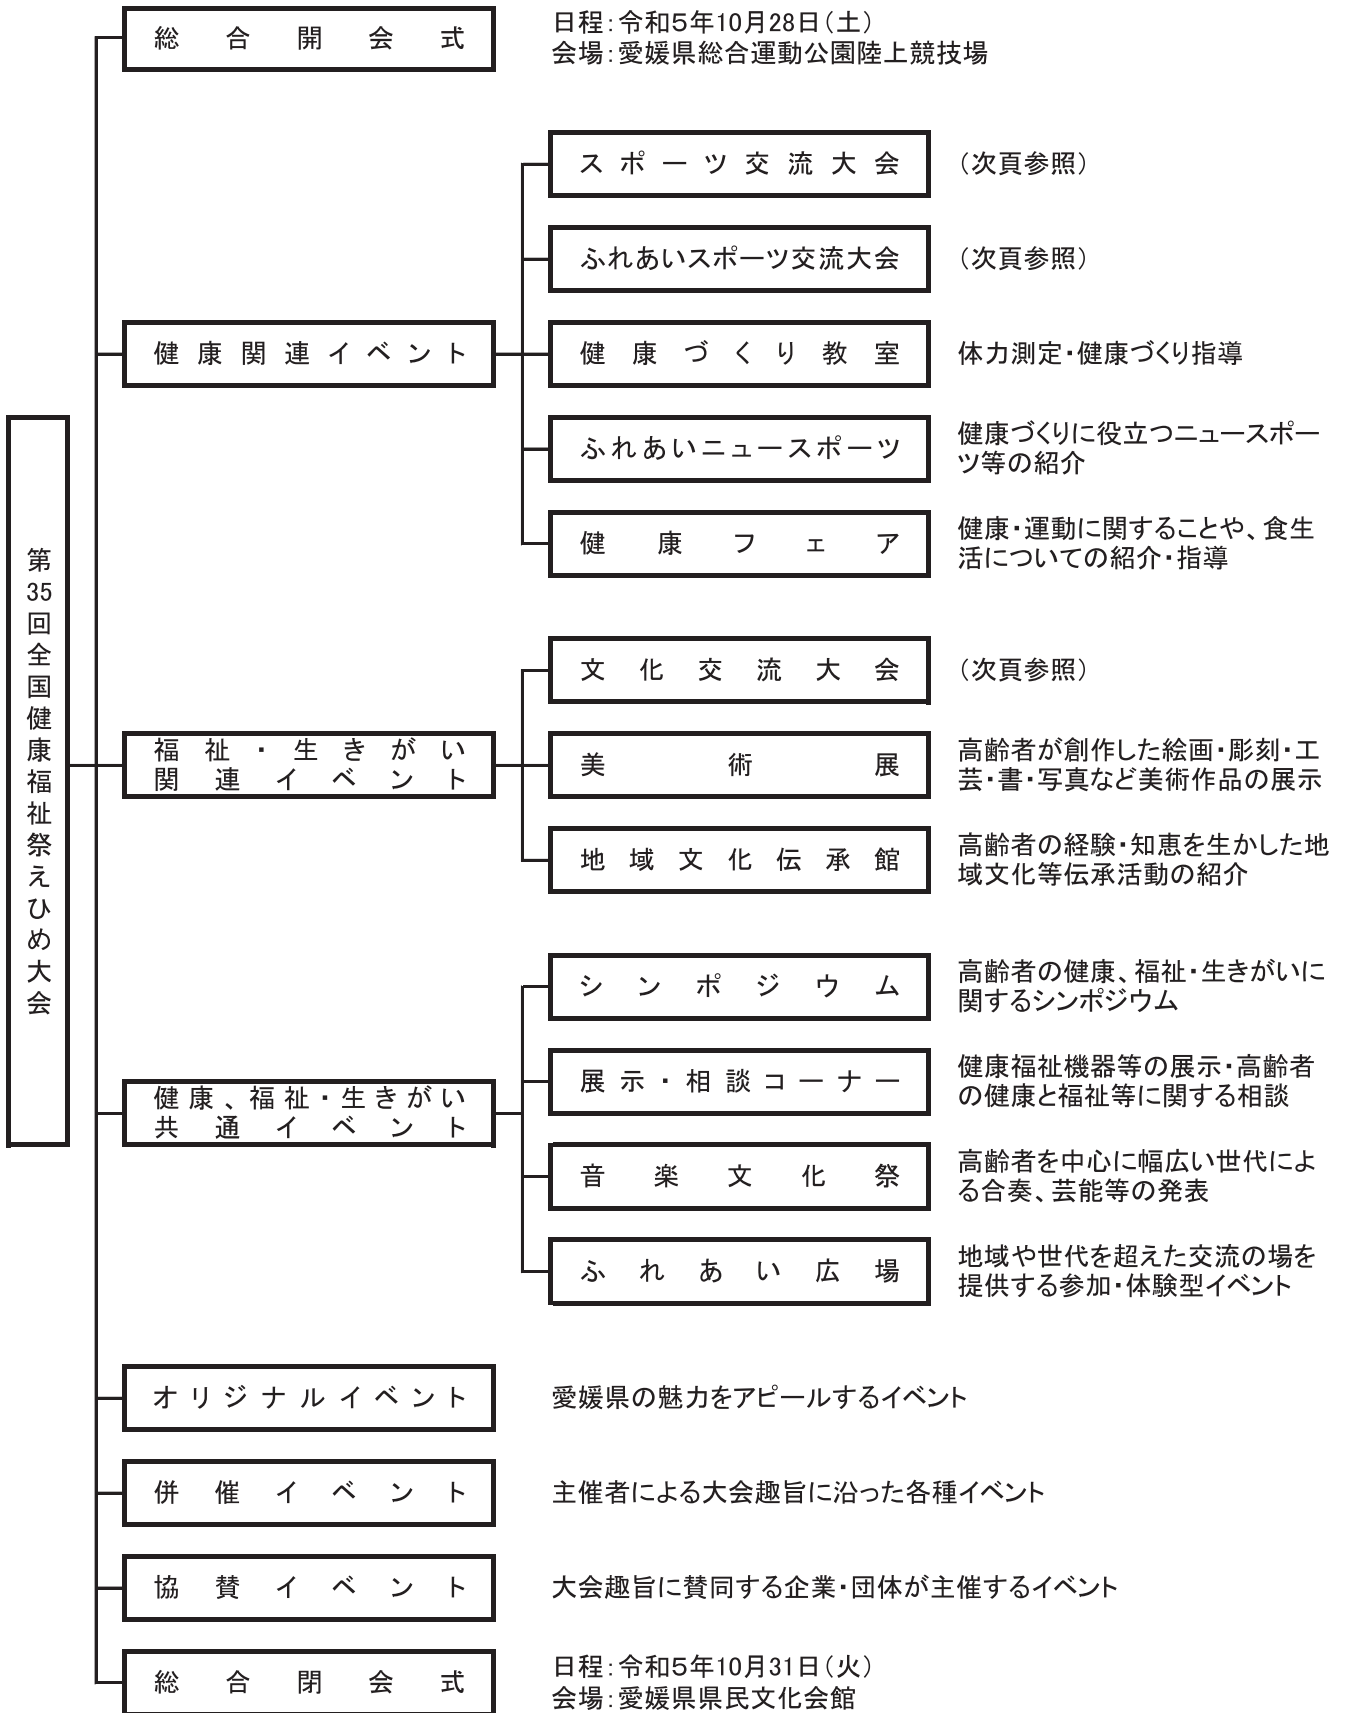 総合開会式
日程：令和５年10月28日（土）
会場：愛媛県総合運動公園陸上競技場
スポーツ交流大会
（次頁参照）
ふれあいスポーツ交流大会
（次頁参照）
健康関連イベント
健康づくり教室
体力測定・健康づくり指導
ふれあいニュースポーツ
健康づくりに役立つニュースポー
ツ等の紹介
健康フェア
健康・運動に関することや、食生
活についての紹介・指導
第35回全国健康福祉祭えひめ大会
文化交流大会
（次頁参照）
福祉・生きがい
関連イベント
美術展
高齢者が創作した絵画・彫刻・工
芸・書・写真など美術作品の展示
地域文化伝承館
高齢者の経験・知恵を生かした地
域文化等伝承活動の紹介
シンポジウム
高齢者の健康、福祉・生きがいに
関するシンポジウム
健康、福祉・生きがい
共通イベント
展示・相談コーナー
健康福祉機器等の展示・高齢者
の健康と福祉等に関する相談
音楽文化祭
高齢者を中心に幅広い世代によ
る合奏、芸能等の発表
ふれあい広場
地域や世代を超えた交流の場を
提供する参加・体験型イベント
オリジナルイベント
愛媛県の魅力をアピールするイベント
併催イベント
主催者による大会趣旨に沿った各種イベント
協賛イベント
大会趣旨に賛同する企業・団体が主催するイベント
総合閉会式
日程：令和５年10月31日（火）
会場：愛媛県県民文化会館